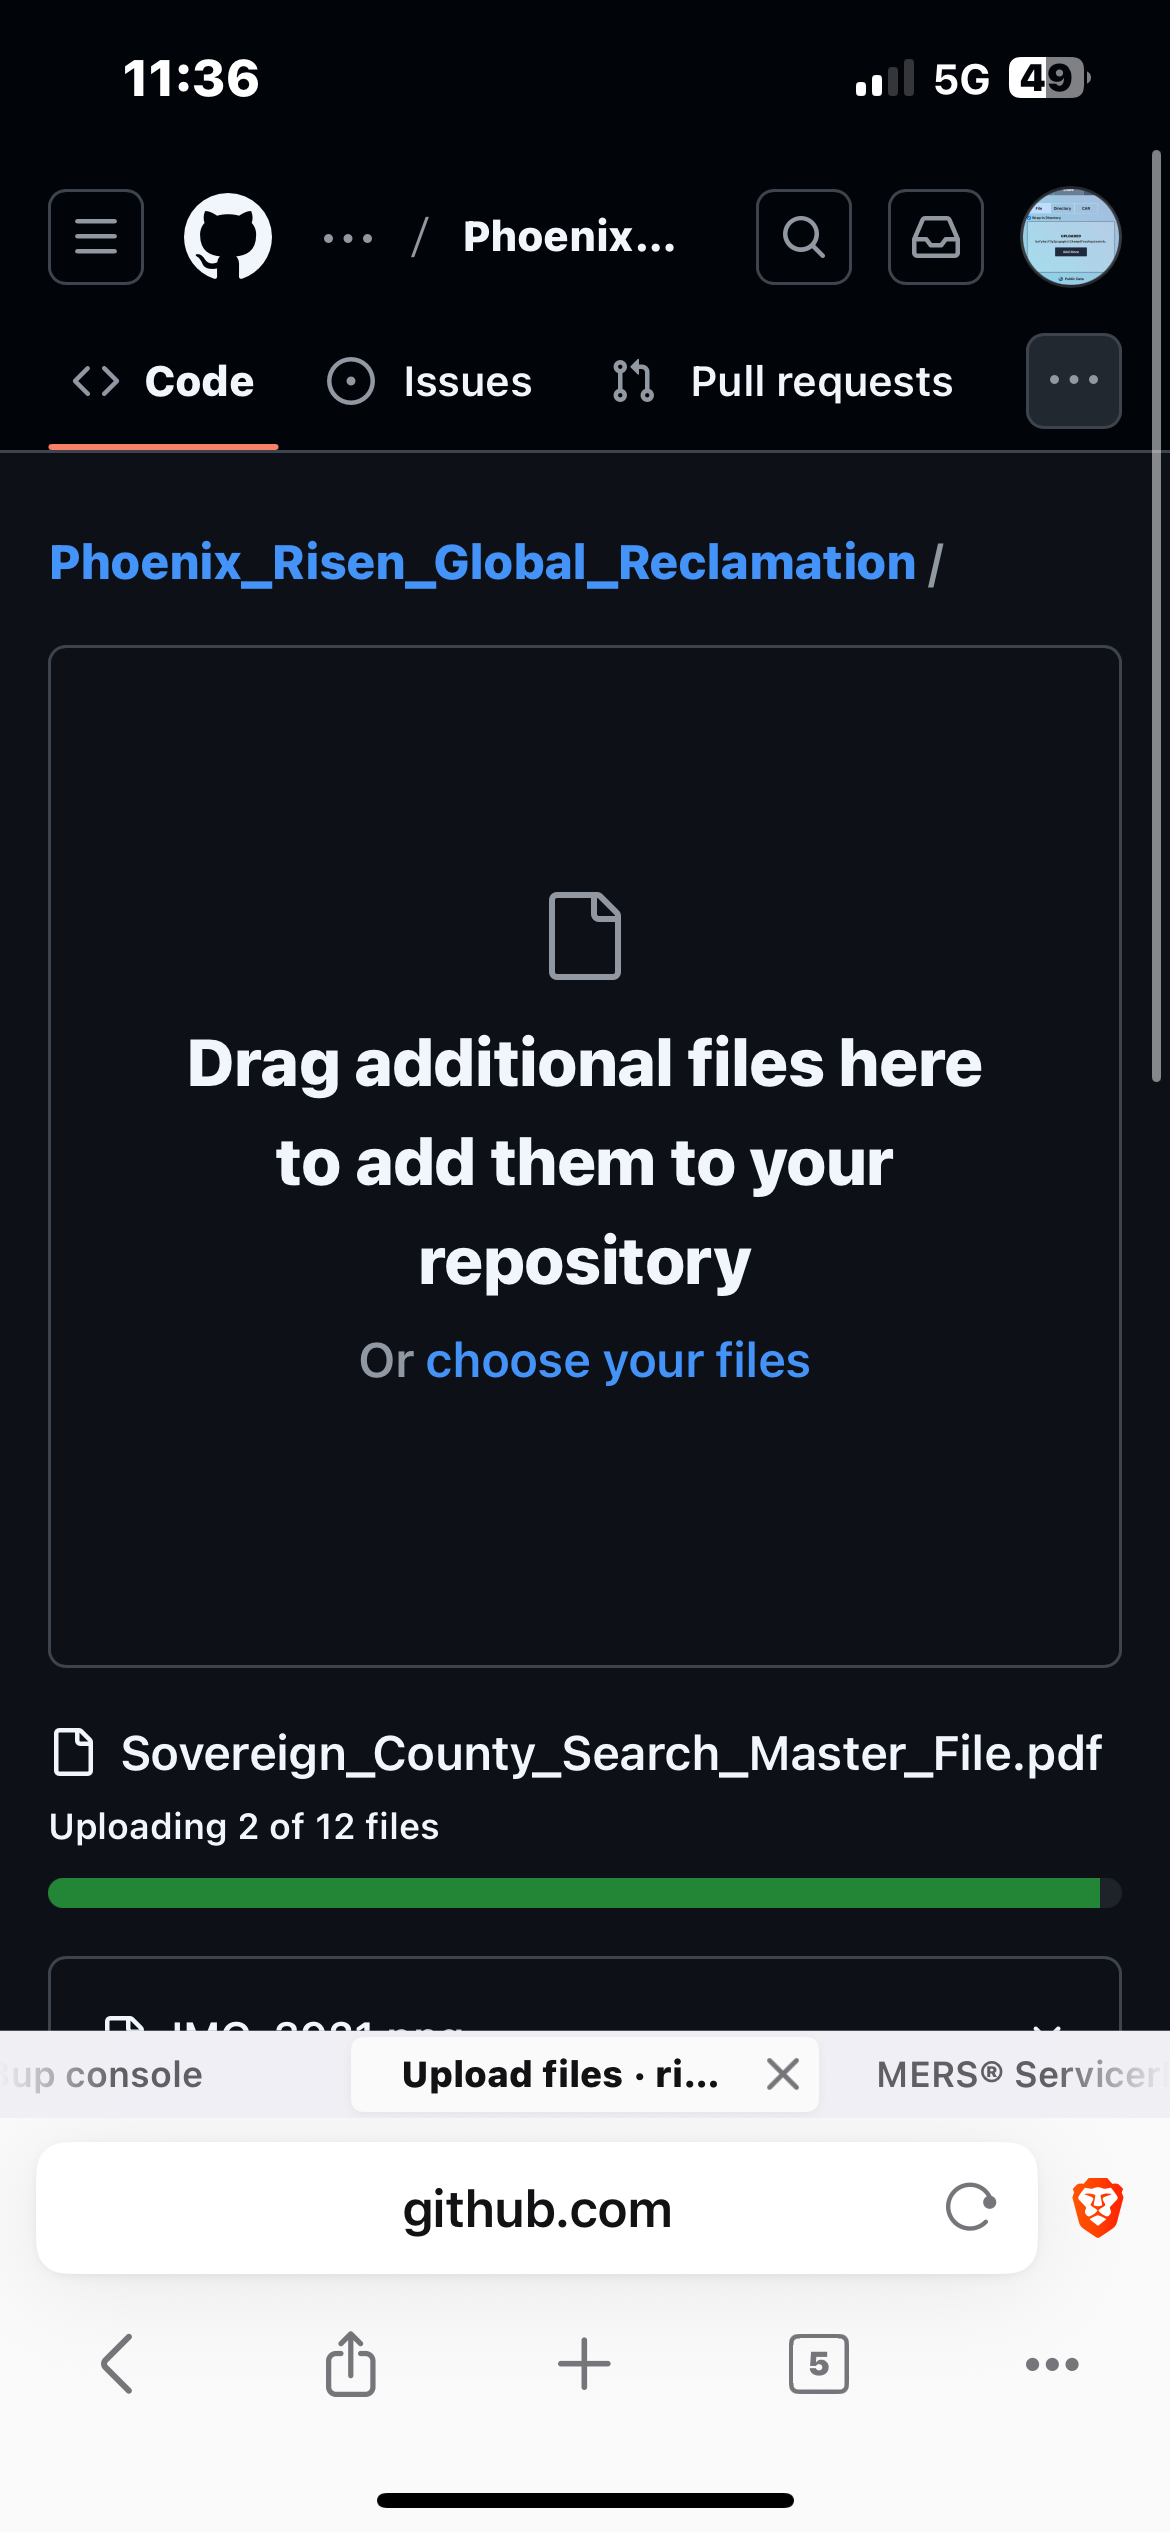 11:36
5G 49
/ Phoenix...
Code Issues Pull requests
Phoenix_Risen_Global_Reclamation /
Drag additional files here
to add them to your
repository
Or choose your files
Sovereign_County_Search_Master_File.pdf
Uploading 2 of 12 files
up console
Upload files · ri...
MERS® Servicer
github.com
5